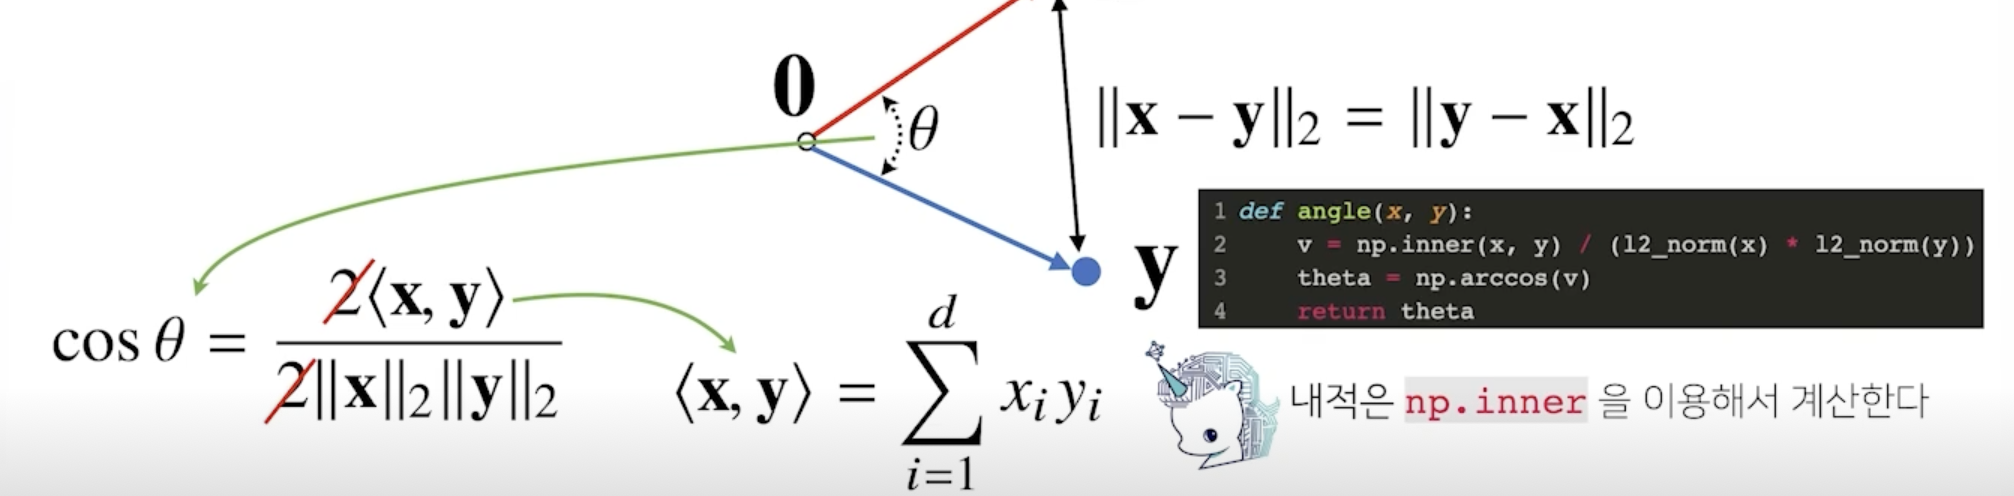 0
θ
||x − y||₂ = ||y − x||₂
1 def angle(x, y):
2     v = np.inner(x, y) / (l2_norm(x) * l2_norm(y))
3     theta = np.arccos(v)
4     return theta
y
cos θ = 2⟨x, y⟩ / 2||x||₂||y||₂
⟨x, y⟩ = ∑ᵢ₌₁ᵈ xᵢyᵢ
내적은 np.inner 을 이용해서 계산한다